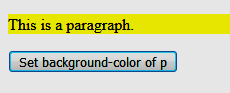 This is a paragraph.
Set background-color of p